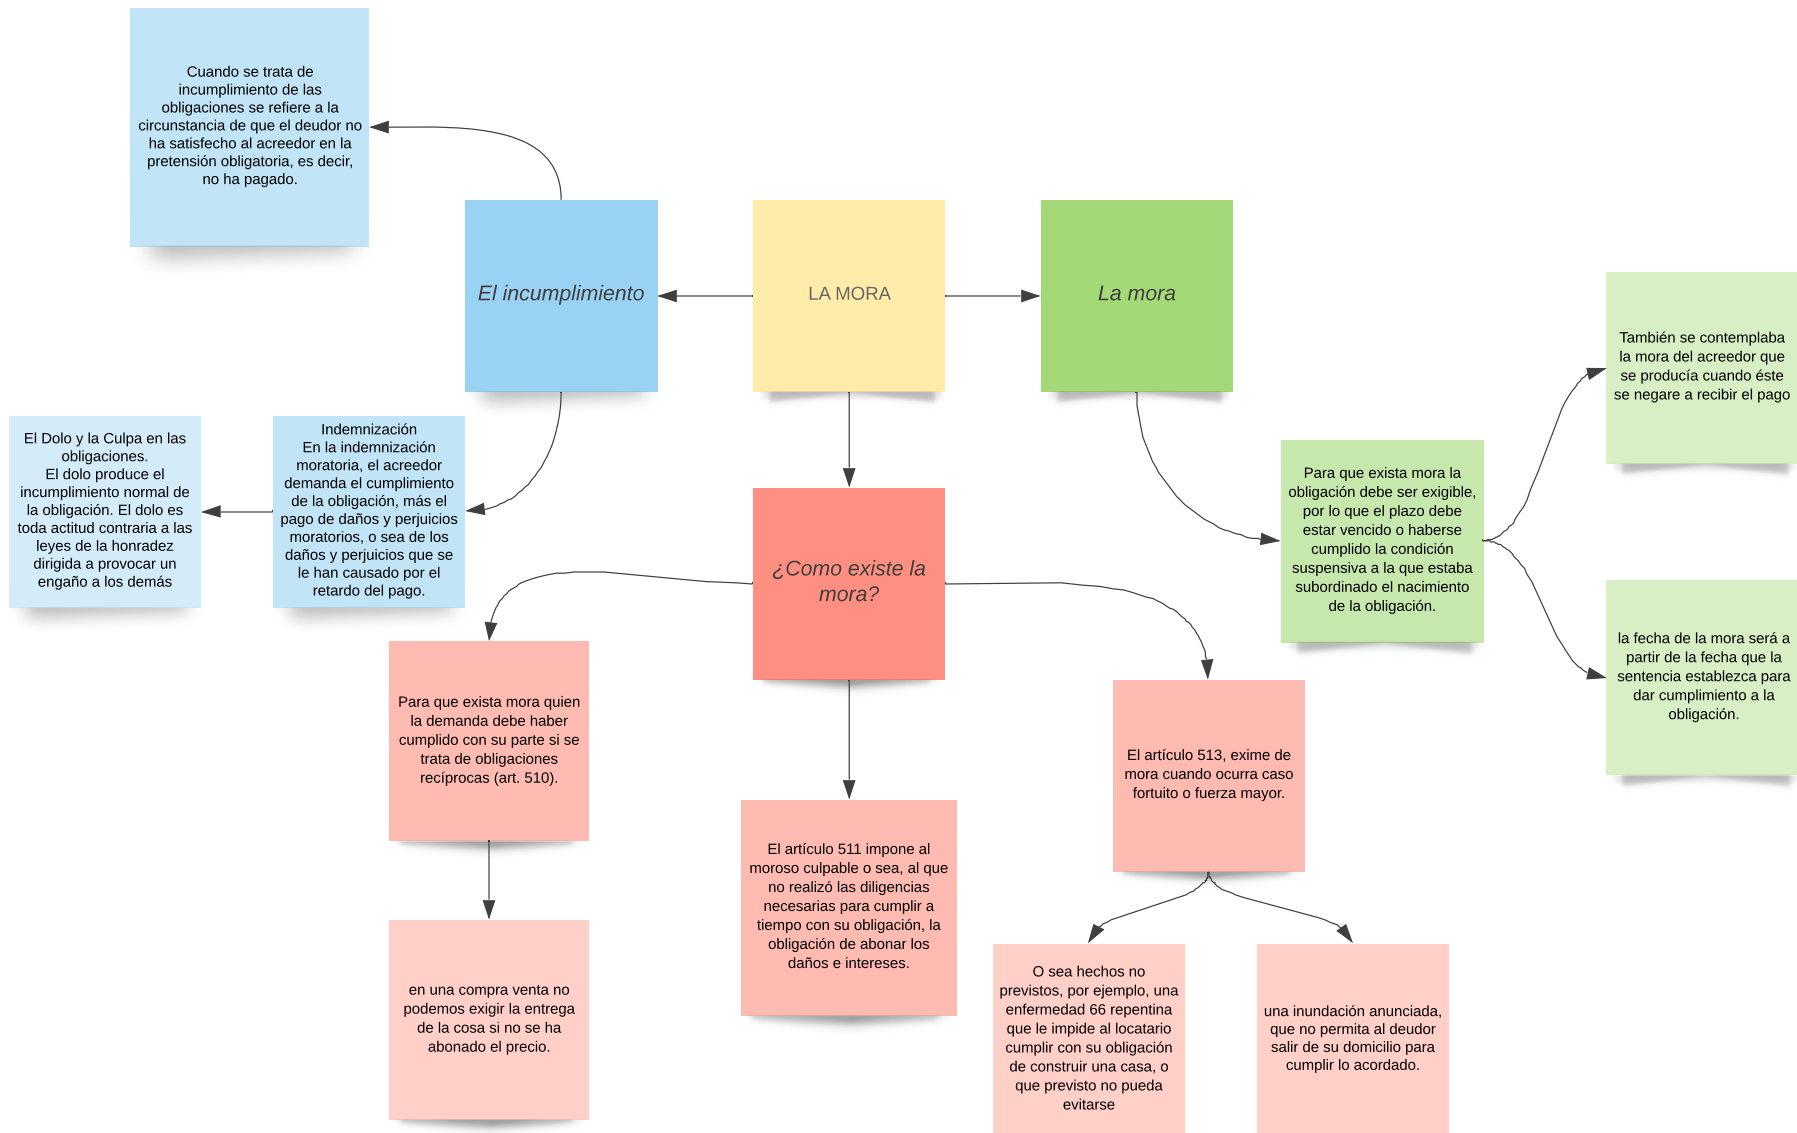 Cuando se trata de
incumplimiento de las
obligaciones se refiere a la
circunstancia de que el deudor no
ha satisfecho al acreedor en la
pretensión obligatoria, es decir,
no ha pagado.
El incumplimiento
LA MORA
La mora
También se contemplaba
la mora del acreedor que
se producía cuando éste
se negare a recibir el pago
El Dolo y la Culpa en las
obligaciones.
El dolo produce el
incumplimiento normal de
la obligación. El dolo es
toda actitud contraria a las
leyes de la honradez
dirigida a provocar un
engaño a los demás
Indemnización
En la indemnización
moratoria, el acreedor
demanda el cumplimiento
de la obligación, más el
pago de daños y perjuicios
moratorios, o sea de los
daños y perjuicios que se
le han causado por el
retardo del pago.
¿Como existe la
mora?
Para que exista mora la
obligación debe ser exigible,
por lo que el plazo debe
estar vencido o haberse
cumplido la condición
suspensiva a la que estaba
subordinado el nacimiento
de la obligación.
la fecha de la mora será a
partir de la fecha que la
sentencia establezca para
dar cumplimiento a la
obligación.
Para que exista mora quien
la demanda debe haber
cumplido con su parte si se
trata de obligaciones
recíprocas (art. 510).
El artículo 511 impone al
moroso culpable o sea, al que
no realizó las diligencias
necesarias para cumplir a
tiempo con su obligación, la
obligación de abonar los
daños e intereses.
El artículo 513, exime de
mora cuando ocurra caso
fortuito o fuerza mayor.
en una compra venta no
podemos exigir la entrega
de la cosa si no se ha
abonado el precio.
O sea hechos no
previstos, por ejemplo, una
enfermedad 66 repentina
que le impide al locatario
cumplir con su obligación
de construir una casa, o
que previsto no pueda
evitarse
una inundación anunciada,
que no permita al deudor
salir de su domicilio para
cumplir lo acordado.